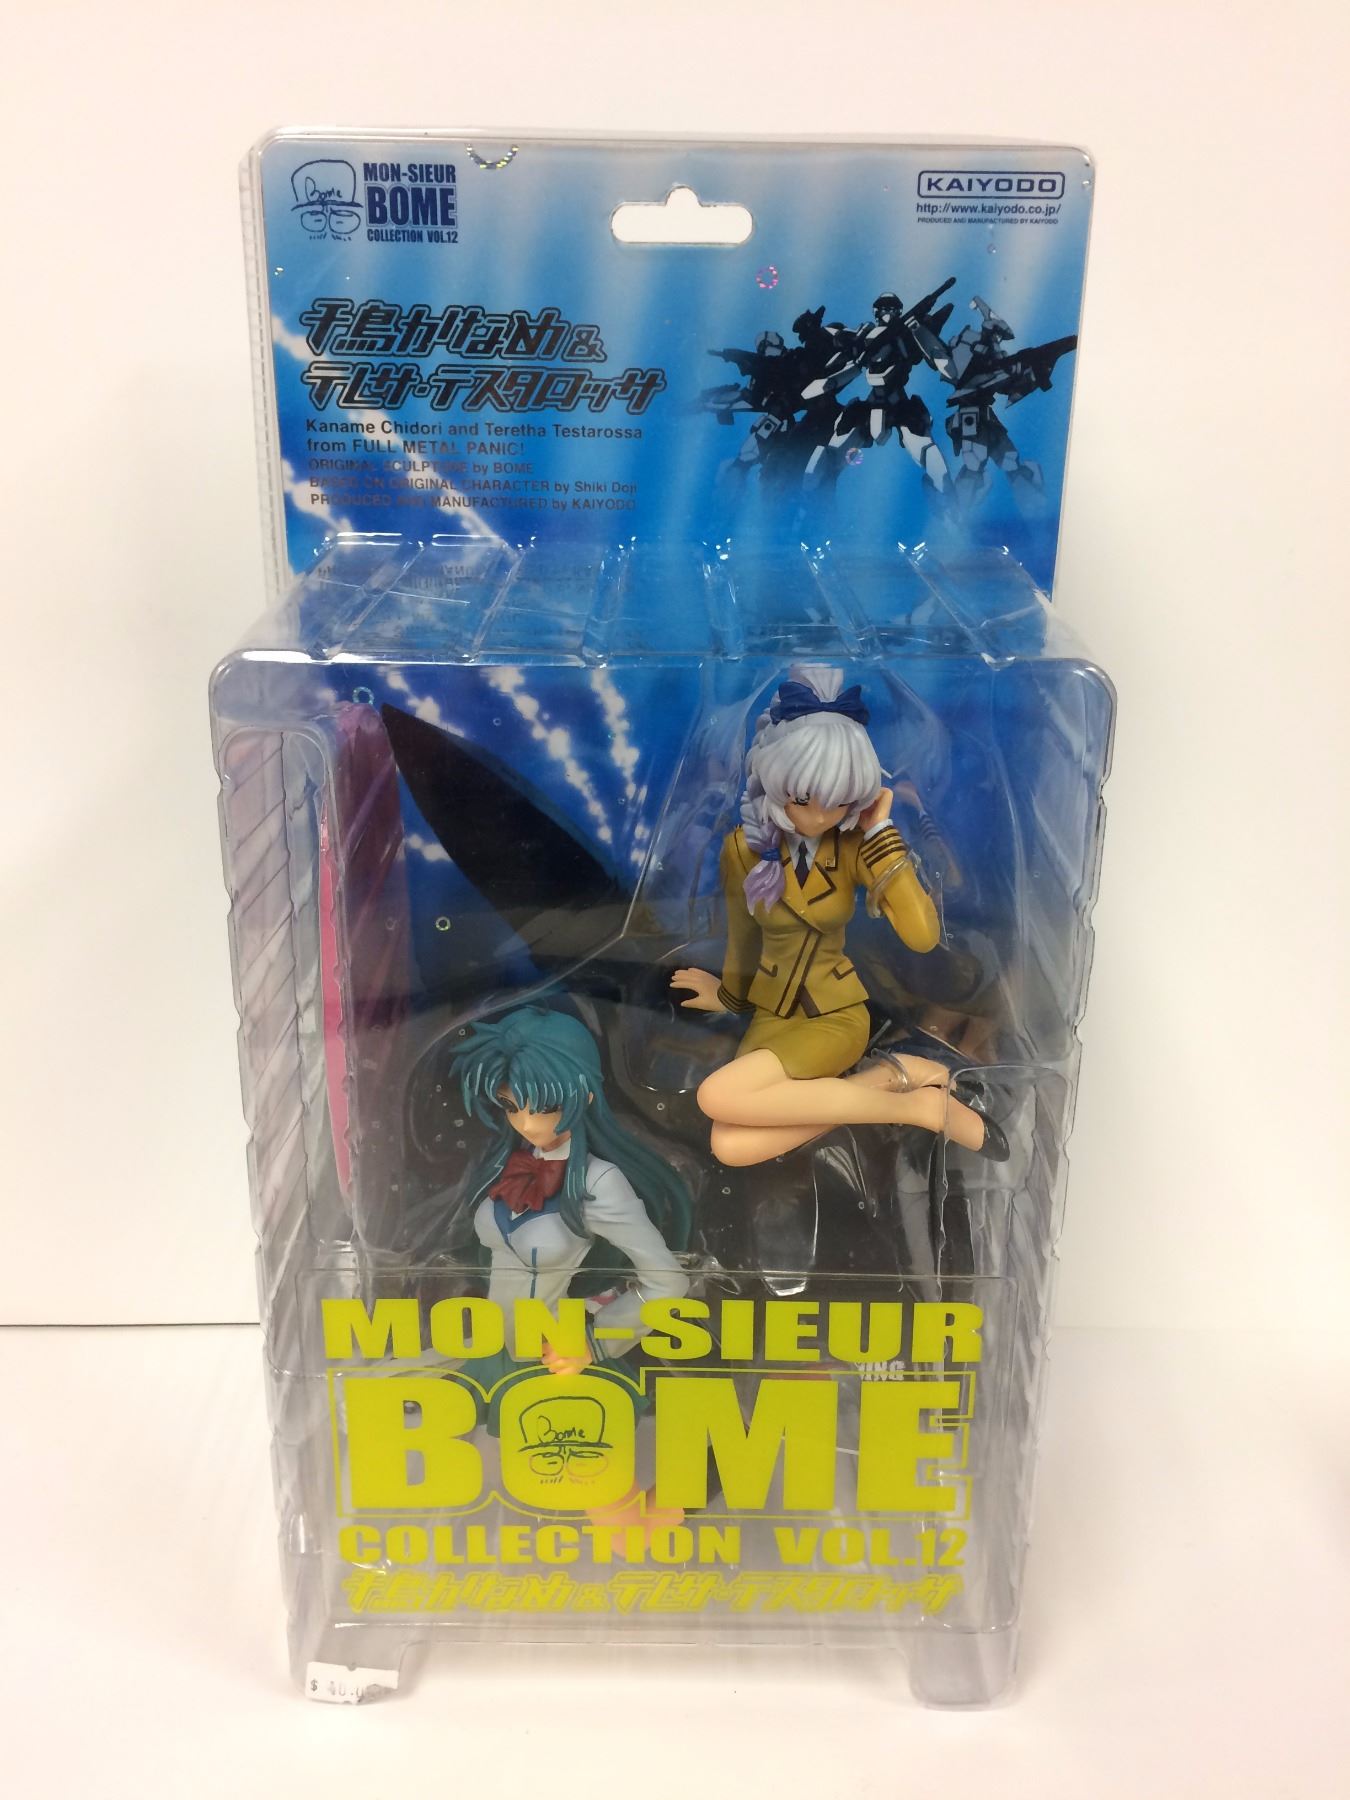 MON-SIEUR
BOME
COLLECTION VOL.12
Bome
KAIYODO
http://www.kaiyodo.co.jp/
PRODUCED AND MANUFACTURED BY KAIYODO
千鳥かなめ&
テレサ・テスタロッサ
Kaname Chidori and Teretha Testarossa
from FULL METAL PANIC!
ORIGINAL SCULPTURE by BOME
BASED ON ORIGINAL CHARACTER by Shiki Doji
PRODUCED AND MANUFACTURED by KAIYODO
MON-SIEUR
BOME
Bome
COLLECTION VOL.12
千鳥かなめ&テレサ・テスタロッサ